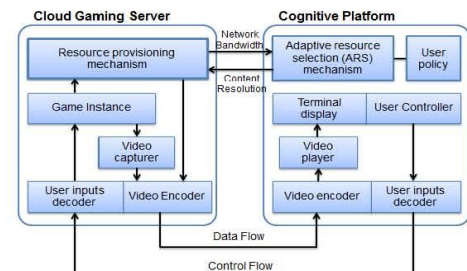 Cloud Gaming Server
Resource provisioning
mechanism
Game Instance
Video
capturer
User inputs
decoder
Video Encoder
Network
Bandwidth
Content
Resolution
Cognitive Platform
Adaptive resource
selection (ARS)
mechanism
User
policy
Terminal
display
User Controller
Video
player
Video encoder
User inputs
decoder
Data Flow
Control Flow